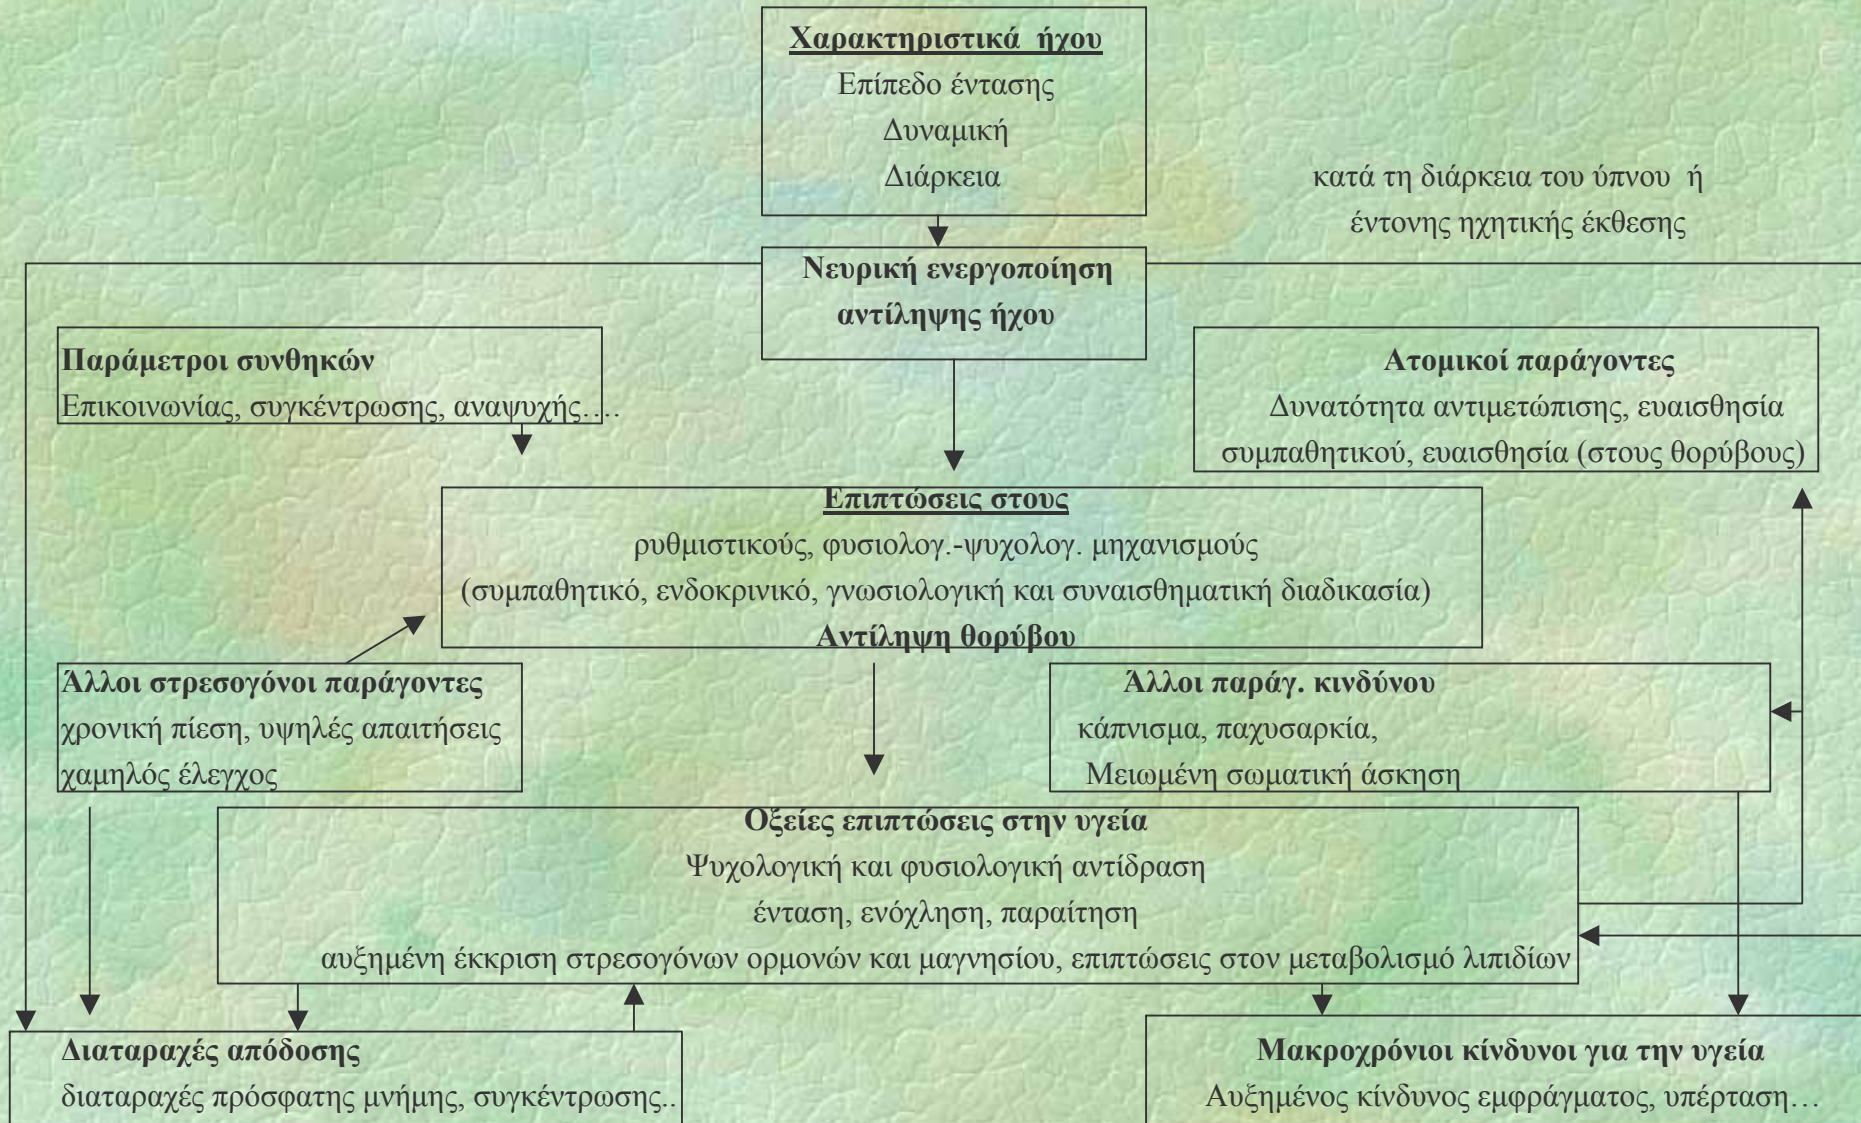 Χαρακτηριστικά ήχου
Επίπεδο έντασης
Δυναμική
Διάρκεια
κατά τη διάρκεια του ύπνου ή
έντονης ηχητικής έκθεσης
Νευρική ενεργοποίηση
αντίληψης ήχου
Παράμετροι συνθηκών
Επικοινωνίας, συγκέντρωσης, αναψυχής….
Ατομικοί παράγοντες
Δυνατότητα αντιμετώπισης, ευαισθησία
συμπαθητικού, ευαισθησία (στους θορύβους)
Επιπτώσεις στους
ρυθμιστικούς, φυσιολογ.-ψυχολογ. μηχανισμούς
(συμπαθητικό, ενδοκρινικό, γνωσιολογική και συναισθηματική διαδικασία)
Αντίληψη θορύβου
Άλλοι στρεσογόνοι παράγοντες
χρονική πίεση, υψηλές απαιτήσεις
χαμηλός έλεγχος
Άλλοι παράγ. κινδύνου
κάπνισμα, παχυσαρκία,
Μειωμένη σωματική άσκηση
Οξείες επιπτώσεις στην υγεία
Ψυχολογική και φυσιολογική αντίδραση
ένταση, ενόχληση, παραίτηση
αυξημένη έκκριση στρεσογόνων ορμονών και μαγνησίου, επιπτώσεις στον μεταβολισμό λιπιδίων
Διαταραχές απόδοσης
διαταραχές πρόσφατης μνήμης, συγκέντρωσης..
Μακροχρόνιοι κίνδυνοι για την υγεία
Αυξημένος κίνδυνος εμφράγματος, υπέρταση…